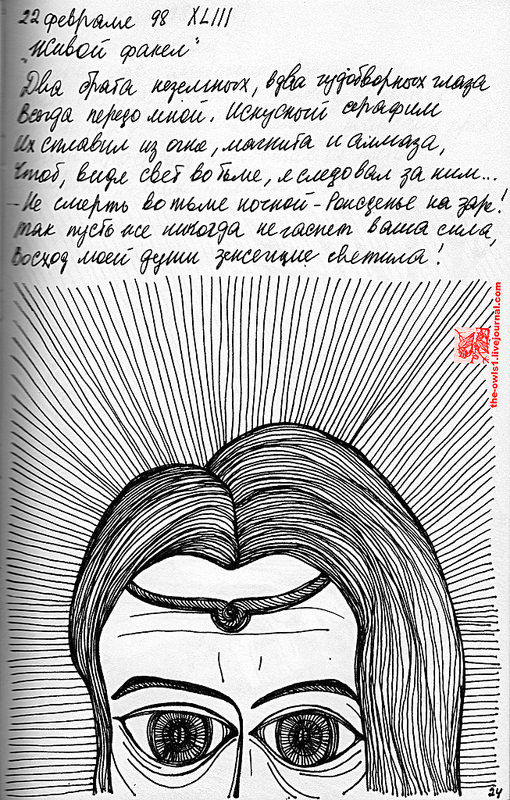 22 февраля 98 XLIII
"Живой факел"
Два брата неземных, два чудотворных глаза
Всегда передо мной. Искусный серафим
Их сплавил из огня, магнита и алмаза,
Чтоб, видя свет во тьме, я следовал за ним...
- Не смерть во тьме ночной - Рожденье на заре!
Так пусть же никогда не гаснет ваша сила,
Восход моей души зажегшие светила!
the-owls1.livejournal.com
24